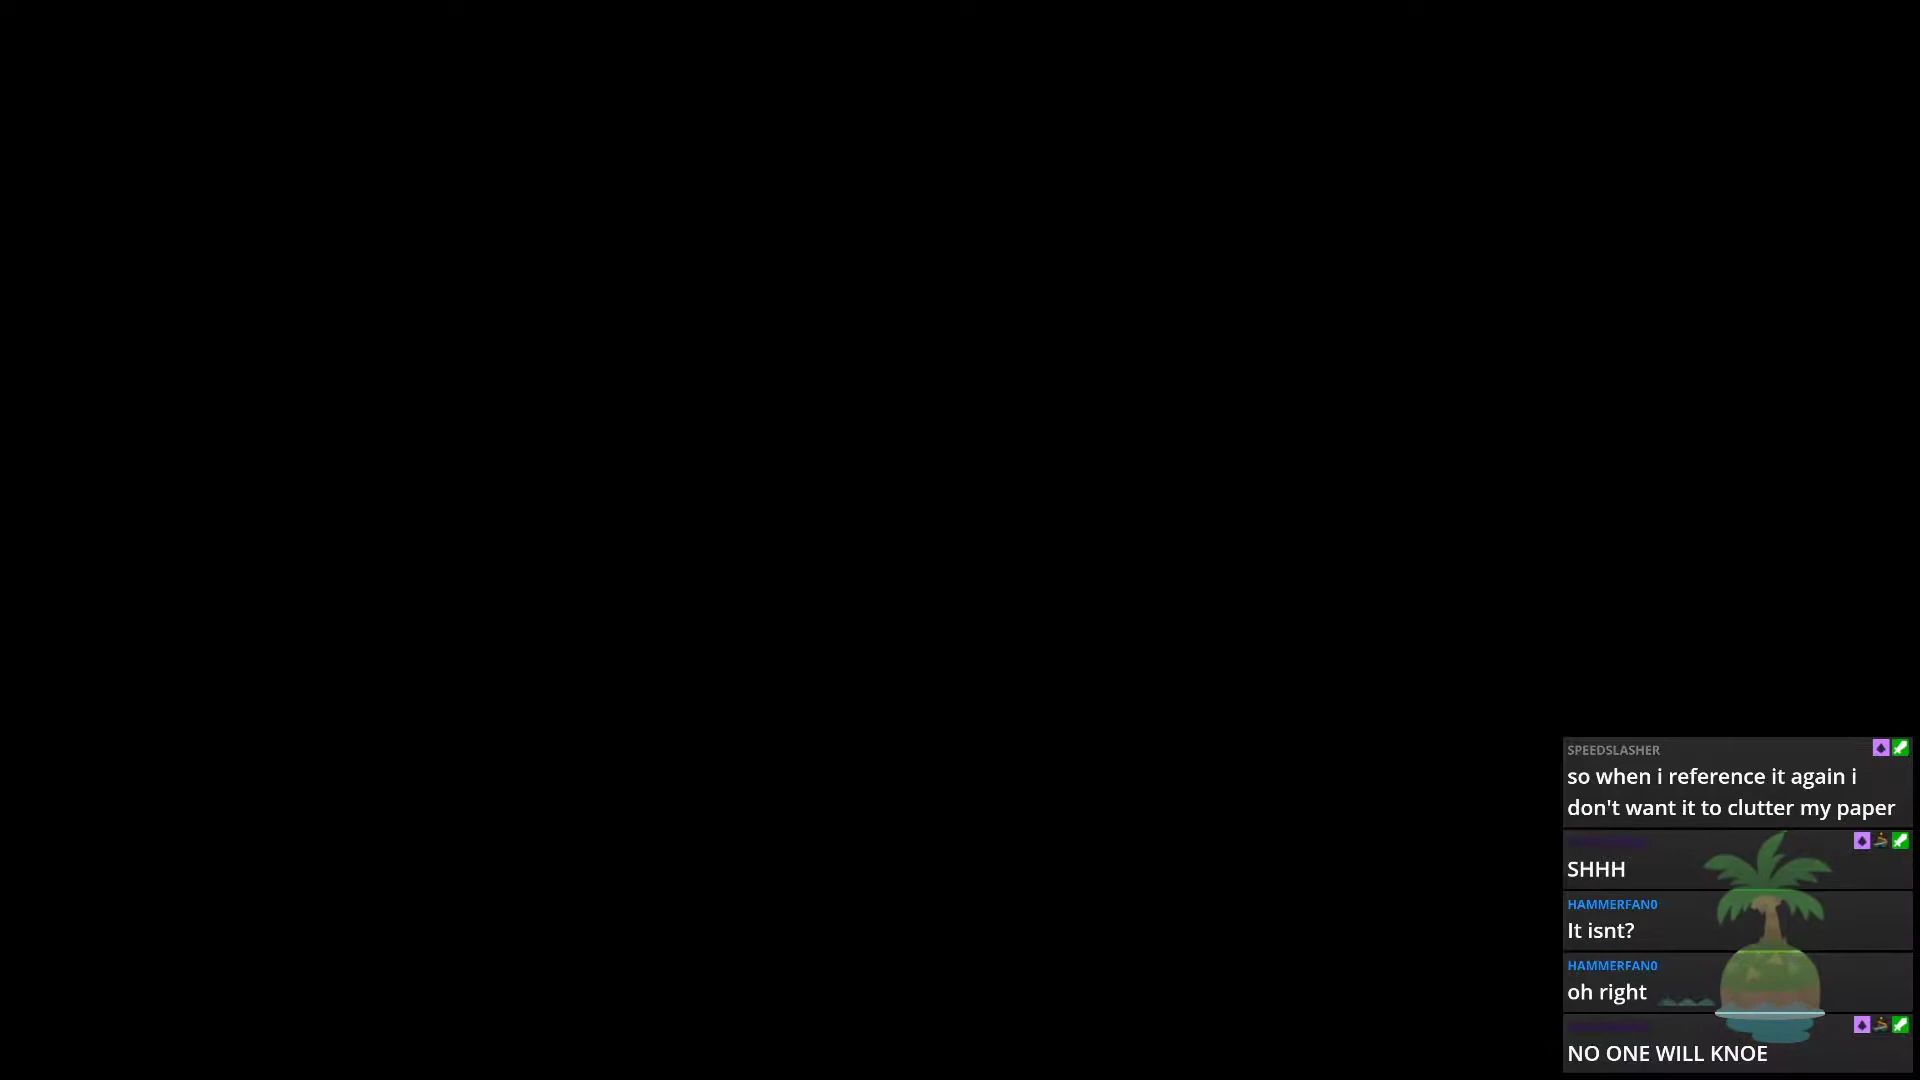 SPEEDSLASHER
so when i reference it again i
don't want it to clutter my paper
SHHH
HAMMERFAN0
It isnt?
HAMMERFAN0
oh right
NO ONE WILL KNOE